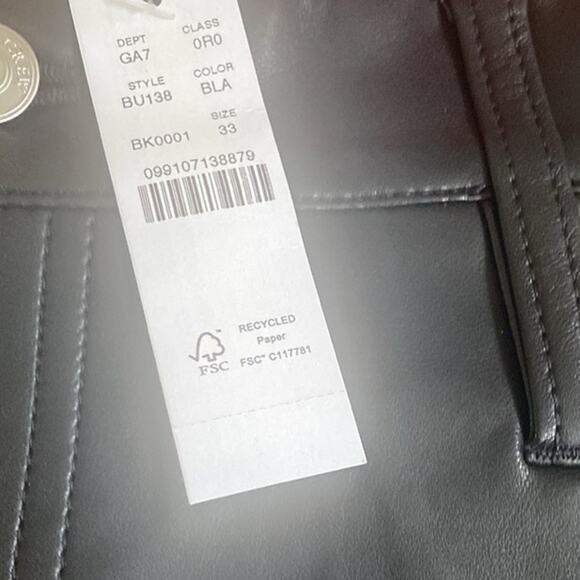 DEPT CLASS
GA7 0R0
STYLE COLOR
BU138 BLA
SIZE
BK0001 33
099107138879
RECYCLED
Paper
FSC™ C117781
FSC